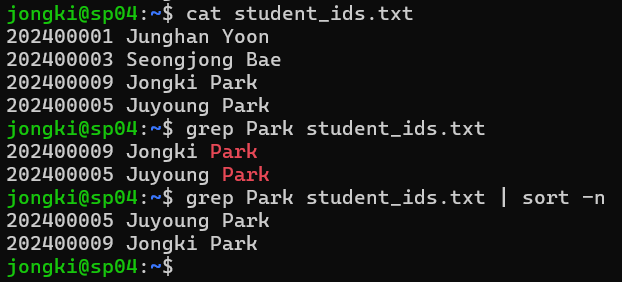 jongki@sp04:~$ cat student_ids.txt
202400001 Junghan Yoon
202400003 Seongjong Bae
202400009 Jongki Park
202400005 Juyoung Park
jongki@sp04:~$ grep Park student_ids.txt
202400009 Jongki Park
202400005 Juyoung Park
jongki@sp04:~$ grep Park student_ids.txt | sort -n
202400005 Juyoung Park
202400009 Jongki Park
jongki@sp04:~$